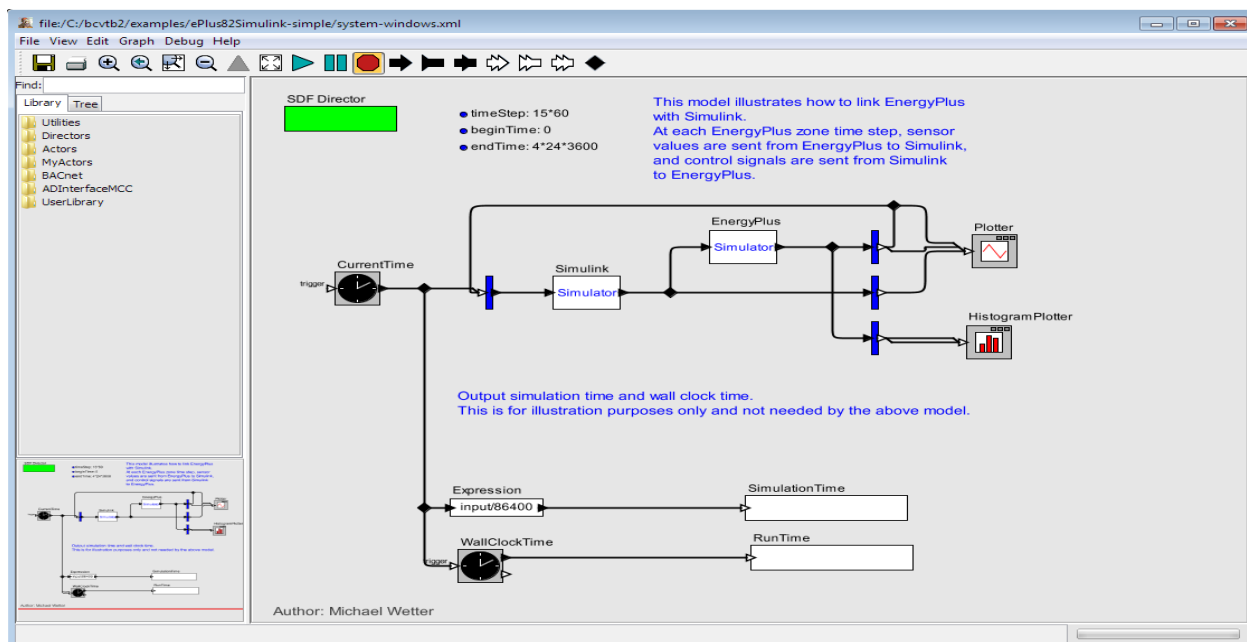 file:/C:/bcvtb2/examples/ePlus82Simulink-simple/system-windows.xml
File View Edit Graph Debug Help
Find:
Library Tree
Utilities
Directors
Actors
MyActors
BACnet
ADInterfaceMCC
UserLibrary
SDF Director
timeStep: 15*60
beginTime: 0
endTime: 4*24*3600
This model illustrates how to link EnergyPlus
with Simulink.
At each EnergyPlus zone time step, sensor
values are sent from EnergyPlus to Simulink,
and control signals are sent from Simulink
to EnergyPlus.
EnergyPlus
Simulator
Plotter
CurrentTime
trigger
Simulink
Simulator
HistogramPlotter
Output simulation time and wall clock time.
This is for illustration purposes only and not needed by the above model.
Expression
input/86400
SimulationTime
WallClockTime
trigger
RunTime
Author: Michael Wetter